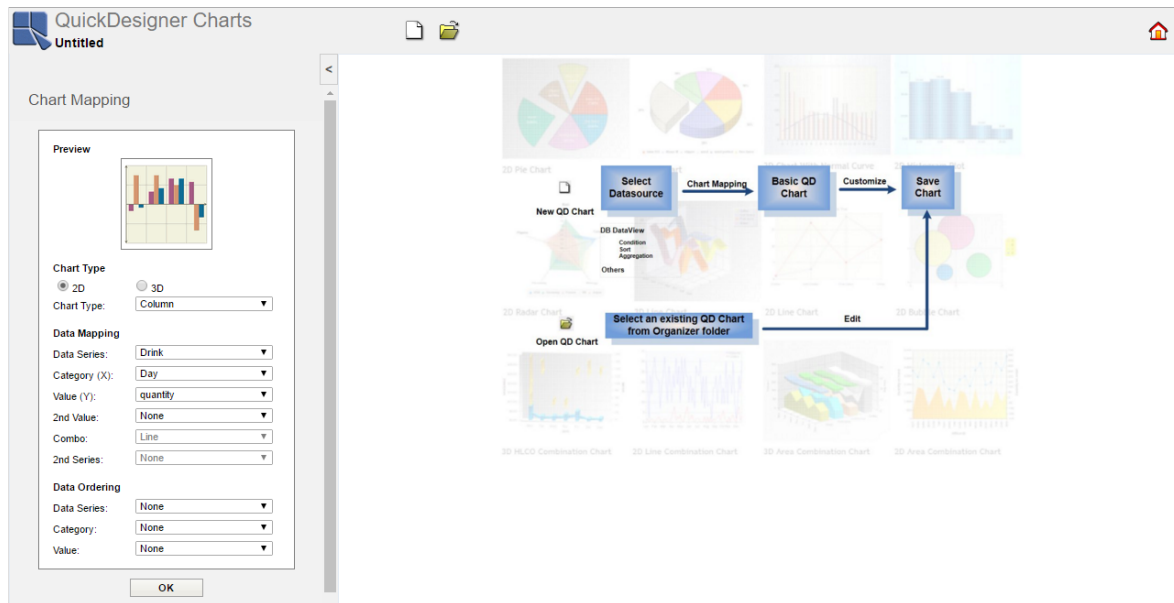 QuickDesigner Charts
Untitled
<
Chart Mapping
Preview
Chart Type
2D 3D
Chart Type: Column
Data Mapping
Data Series: Drink
Category (X): Day
Value (Y): quantity
2nd Value: None
Combo: Line
2nd Series: None
Data Ordering
Data Series: None
Category: None
Value: None
OK
2D Pie Chart
New QD Chart
Select
Datasource
Chart Mapping
Basic QD
Chart
Customize
Save
Chart
DB DataView
Condition
Sort
Aggregation
Others
2D Radar Chart
2D Line Chart
2D Bubble Chart
Open QD Chart
Select an existing QD Chart
from Organizer folder
Edit
2D HLCO Combination Chart
2D Line Combination Chart
3D Area Combination Chart
2D Area Combination Chart